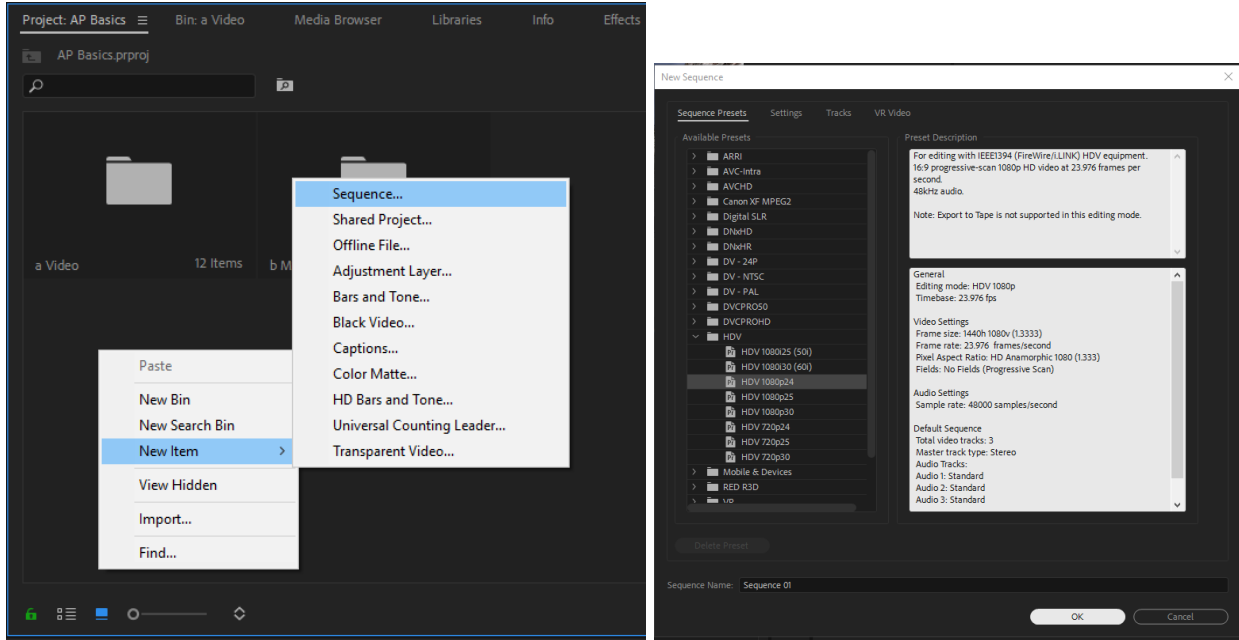 Project: AP Basics
Bin: a Video
Media Browser
Libraries
Info
Effects
AP Basics.prproj
a Video
12 Items
b M
Paste
New Bin
New Search Bin
New Item
View Hidden
Import...
Find...
Sequence...
Shared Project...
Offline File...
Adjustment Layer...
Bars and Tone...
Black Video...
Captions...
Color Matte...
HD Bars and Tone...
Universal Counting Leader...
Transparent Video...
New Sequence
Sequence Presets
Settings
Tracks
VR Video
Available Presets
ARRI
AVC-Intra
AVCHD
Canon XF MPEG2
Digital SLR
DNxHD
DNxHR
DV - 24P
DV - NTSC
DV - PAL
DVCPRO50
DVCPROHD
HDV
HDV 1080i25 (50i)
HDV 1080i30 (60i)
HDV 1080p24
HDV 1080p25
HDV 1080p30
HDV 720p24
HDV 720p25
HDV 720p30
Mobile & Devices
RED R3D
VR
Preset Description
For editing with IEEE1394 (FireWire/i.LINK) HDV equipment.
16:9 progressive-scan 1080p HD video at 23.976 frames per
second.
48kHz audio.
Note: Export to Tape is not supported in this editing mode.
General
Editing mode: HDV 1080p
Timebase: 23.976 fps
Video Settings
Frame size: 1440h 1080v (1.3333)
Frame rate: 23.976 frames/second
Pixel Aspect Ratio: HD Anamorphic 1080 (1.333)
Fields: No Fields (Progressive Scan)
Audio Settings
Sample rate: 48000 samples/second
Default Sequence
Total video tracks: 3
Master track type: Stereo
Audio Tracks:
Audio 1: Standard
Audio 2: Standard
Audio 3: Standard
Delete Preset
Sequence Name: Sequence 01
OK
Cancel